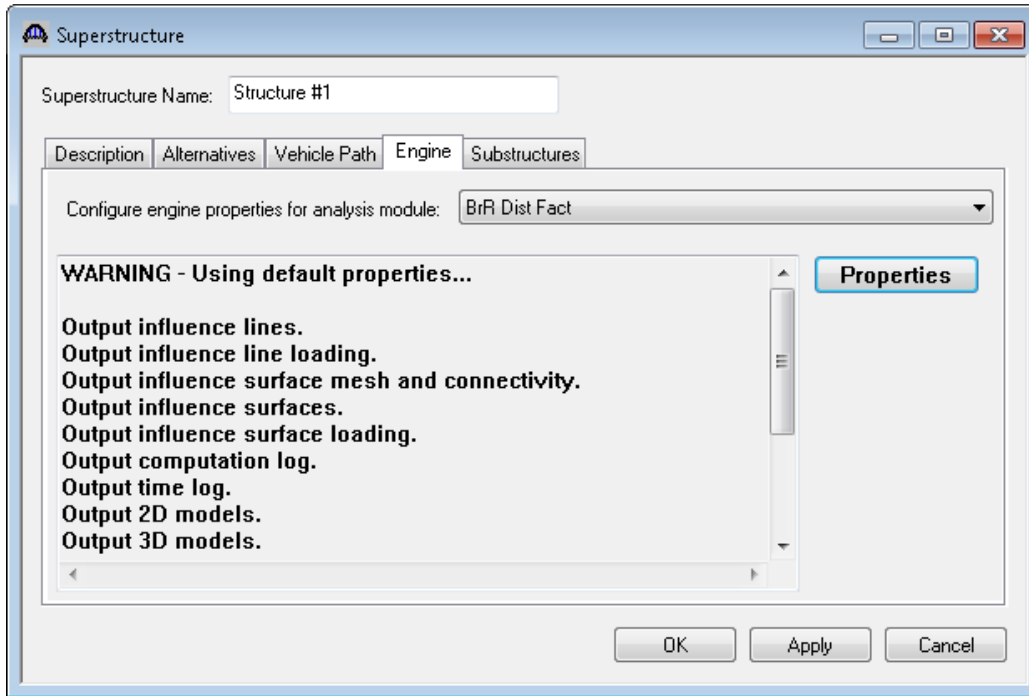 Superstructure
Superstructure Name: Structure #1
Description Alternatives Vehicle Path Engine Substructures
Configure engine properties for analysis module: BrR Dist Fact
WARNING - Using default properties...
Properties
Output influence lines.
Output influence line loading.
Output influence surface mesh and connectivity.
Output influence surfaces.
Output influence surface loading.
Output computation log.
Output time log.
Output 2D models.
Output 3D models.
OK Apply Cancel